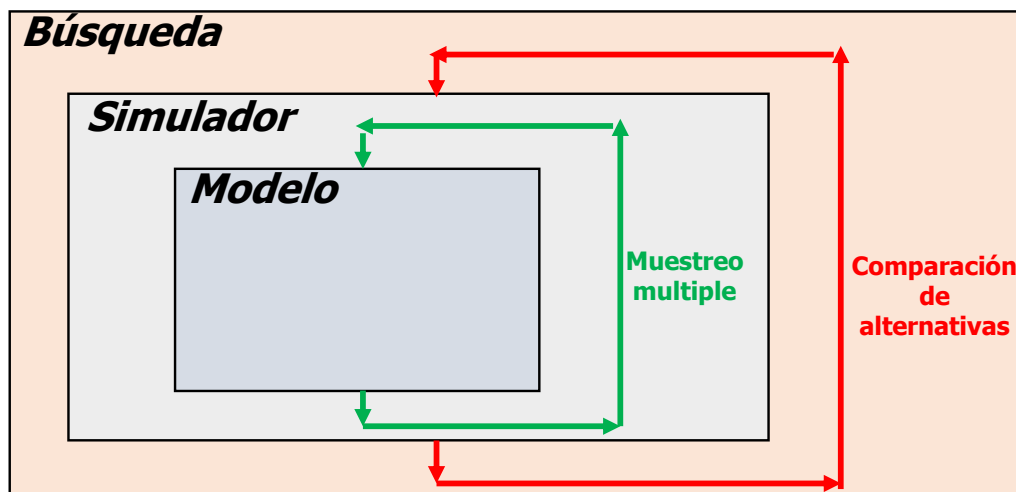 Búsqueda
Simulador
Modelo
Muestreo
multiple
Comparación
de
alternativas